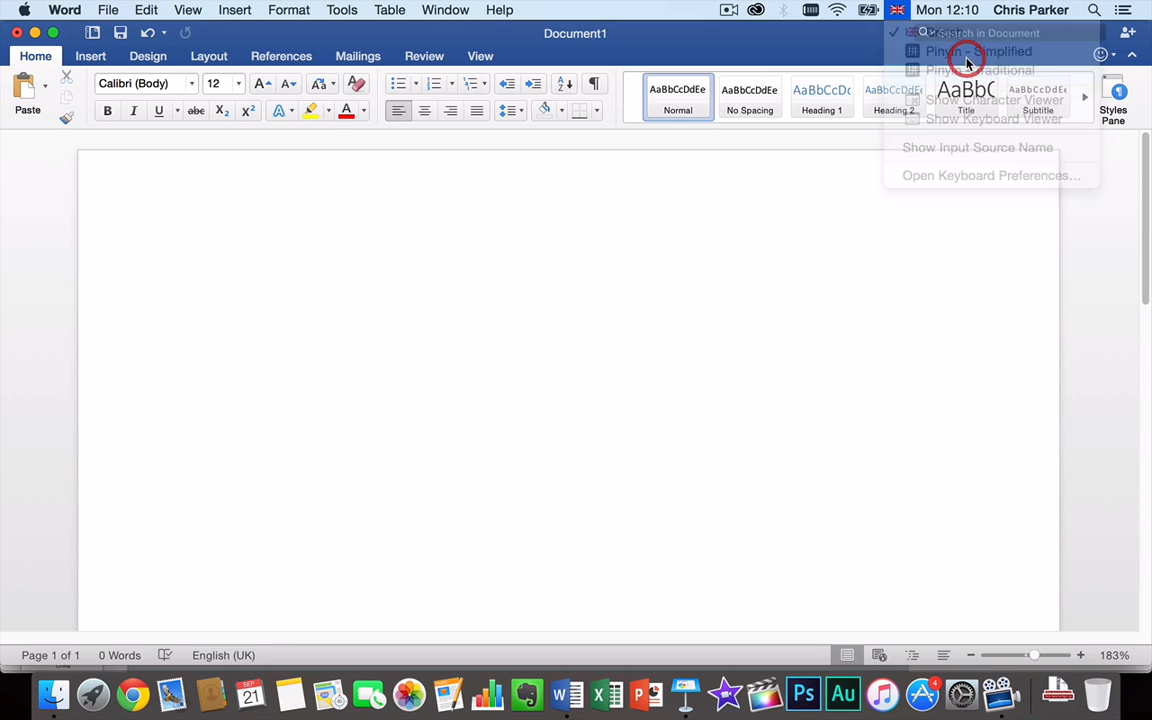 Word File Edit View Insert Format Tools Table Window Help Mon 12:10 Chris Parker
Document1
Search in Document
Pinyin - Simplified
Pinyin - Traditional
Show Character Viewer
Show Keyboard Viewer
Show Input Source Name
Open Keyboard Preferences…
Home Insert Design Layout References Mailings Review View
Paste
Calibri (Body) 12
B I U abc X₂ X²
AaBbCcDdEe AaBbCcDdEe AaBbCcDc AaBbCcDdEe AaBbC AaBbCcDdEe
Normal No Spacing Heading 1 Heading 2 Title Subtitle
Styles
Pane
Page 1 of 1 0 Words English (UK) 183%
SEP
21
W X P Ps Au 4